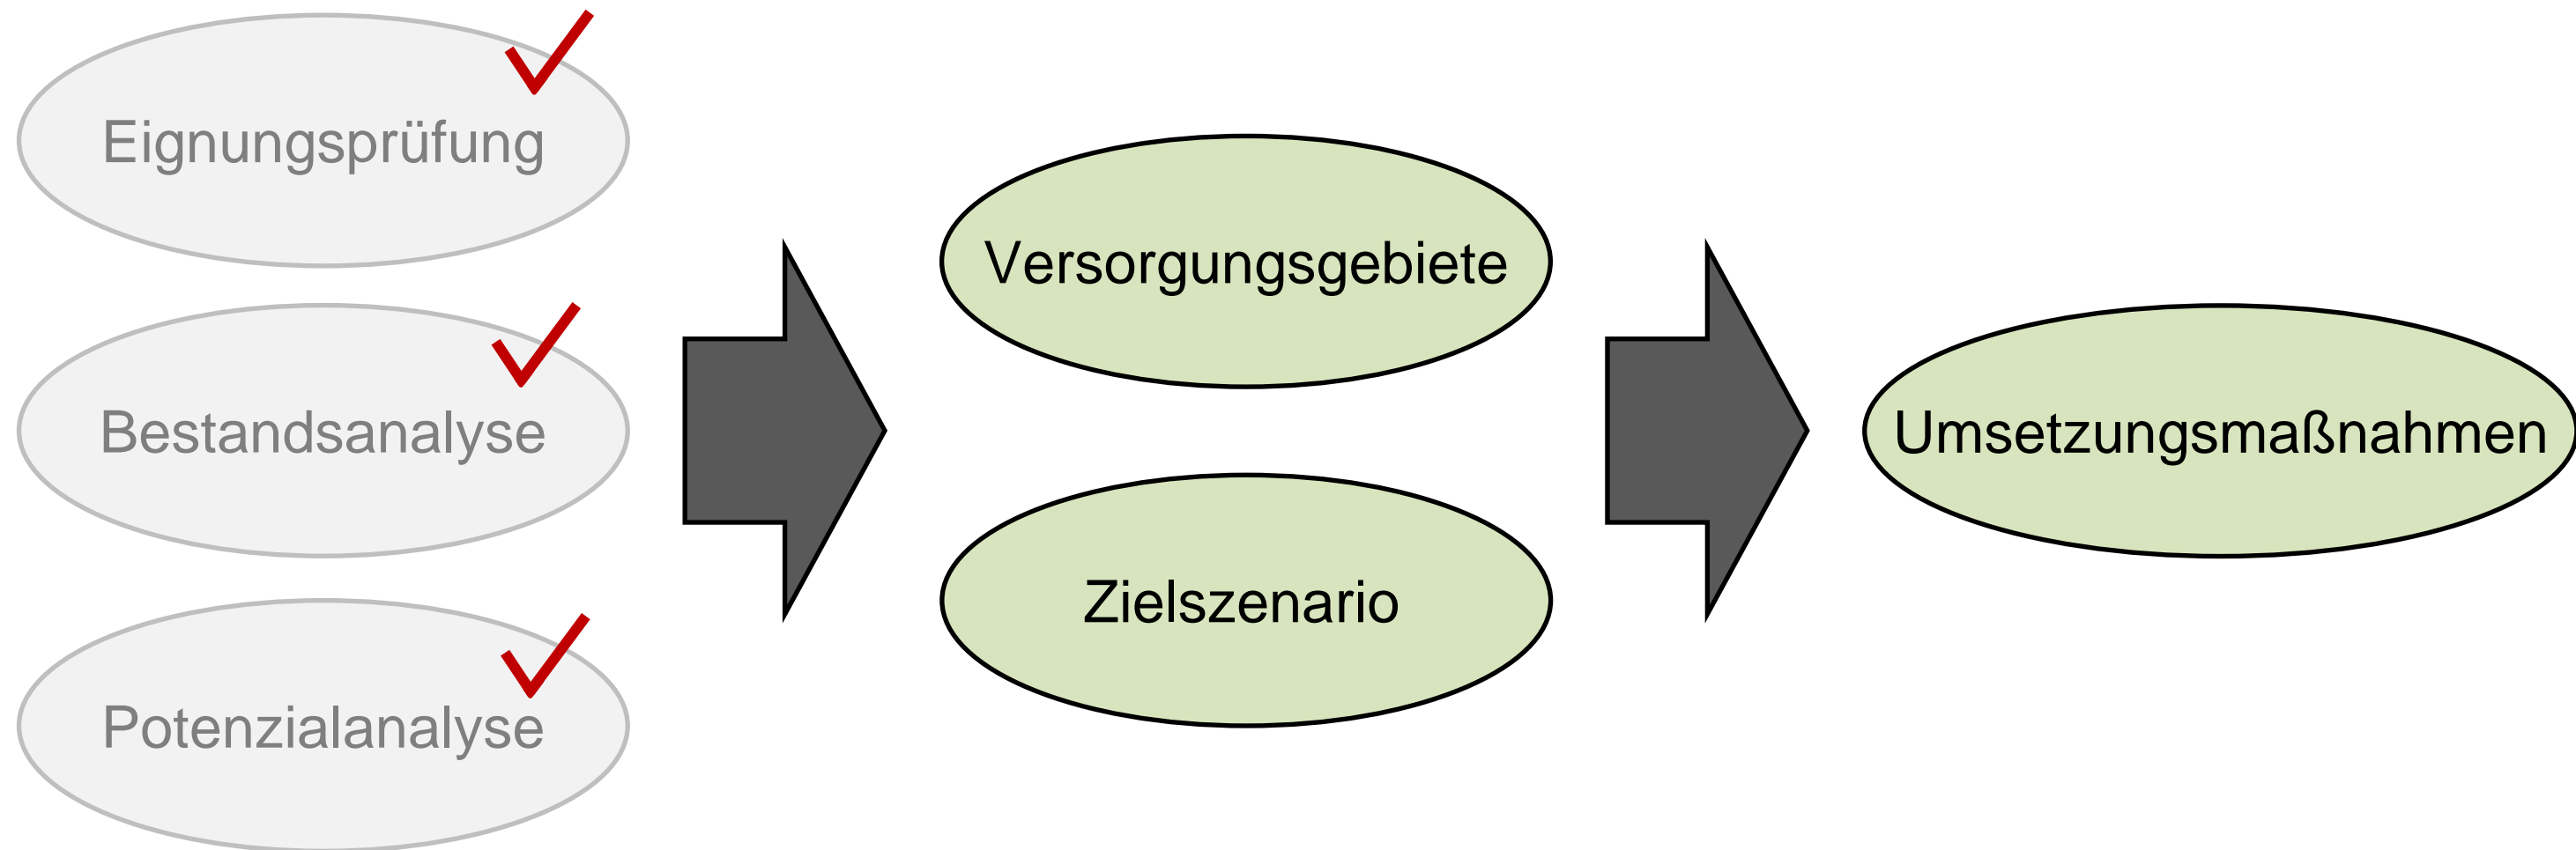 Eignungsprüfung
Bestandsanalyse
Potenzialanalyse
Versorgungsgebiete
Zielszenario
Umsetzungsmaßnahmen